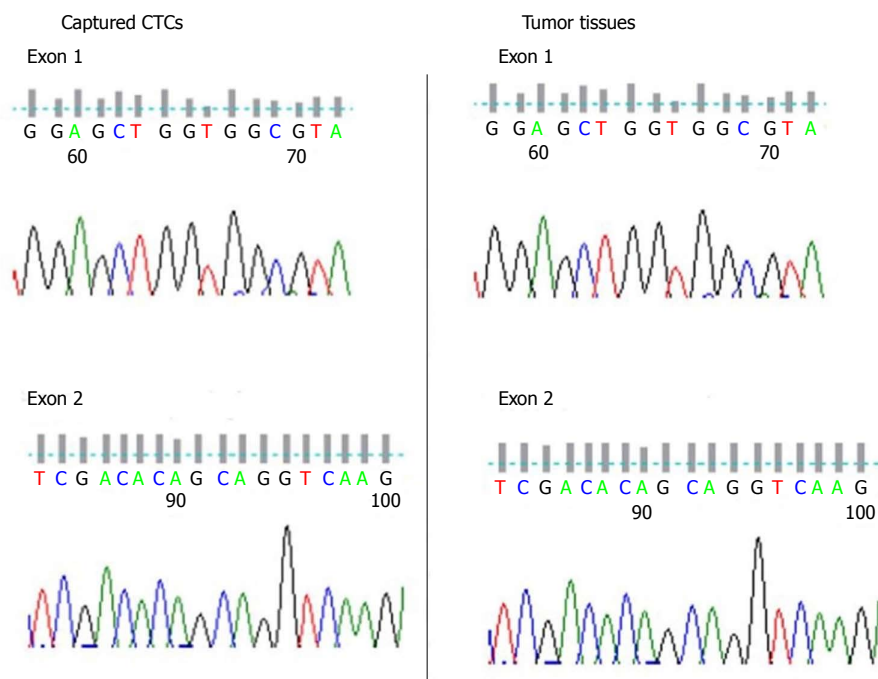 Captured CTCs
Exon 1
G G A G C T G G T G G C G T A
60 70
Exon 2
T C G A C A C A G C A G G T C A A G
90 100
Tumor tissues
Exon 1
G G A G C T G G T G G C G T A
60 70
Exon 2
T C G A C A C A G C A G G T C A A G
90 100